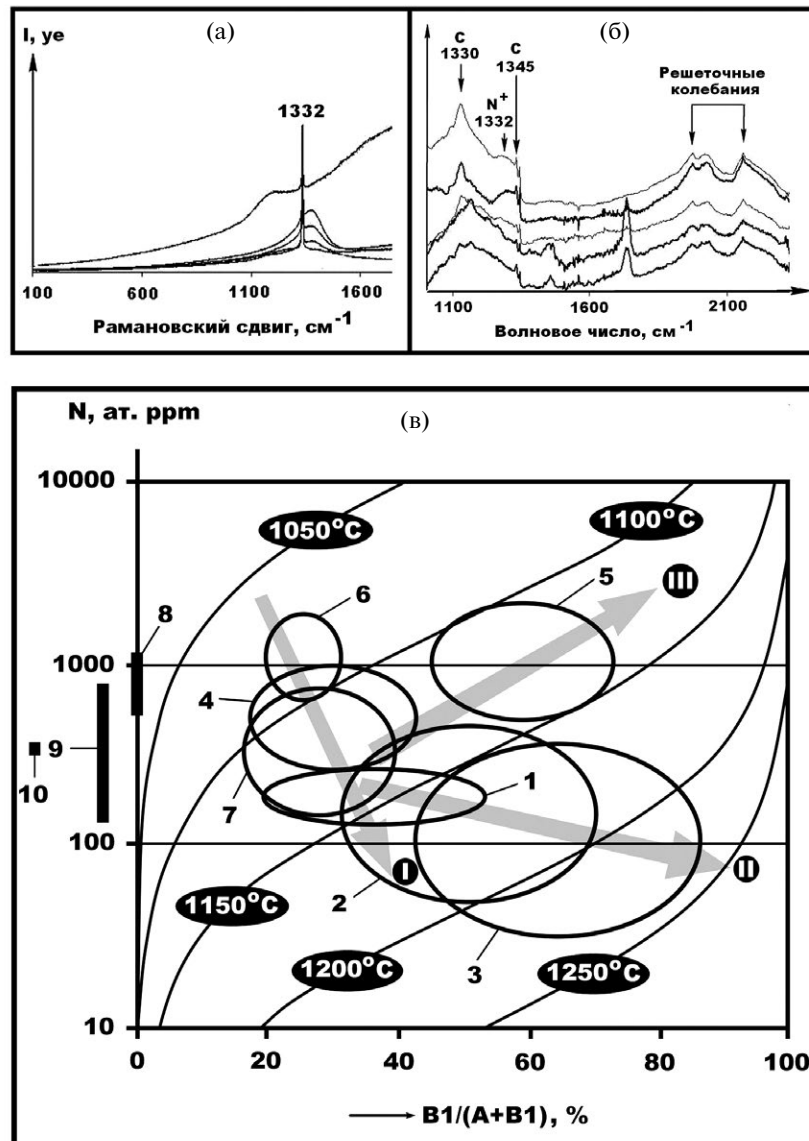 I, уе
(а)
1332
100 600 1100 1600
Рамановский сдвиг, см-1
(б)
C
1330
C
1345
N+
1332
Решеточные
колебания
1100 1600 2100
Волновое число, см-1
N, ат. ppm
(в)
10000
1050°C
1100°C
III
5
6
8
1000
4
9
10
7
1
100
I
II
2
1150°C
3
1200°C
1250°C
10
0 20 40 60 80 100
B1/(A+B1), %